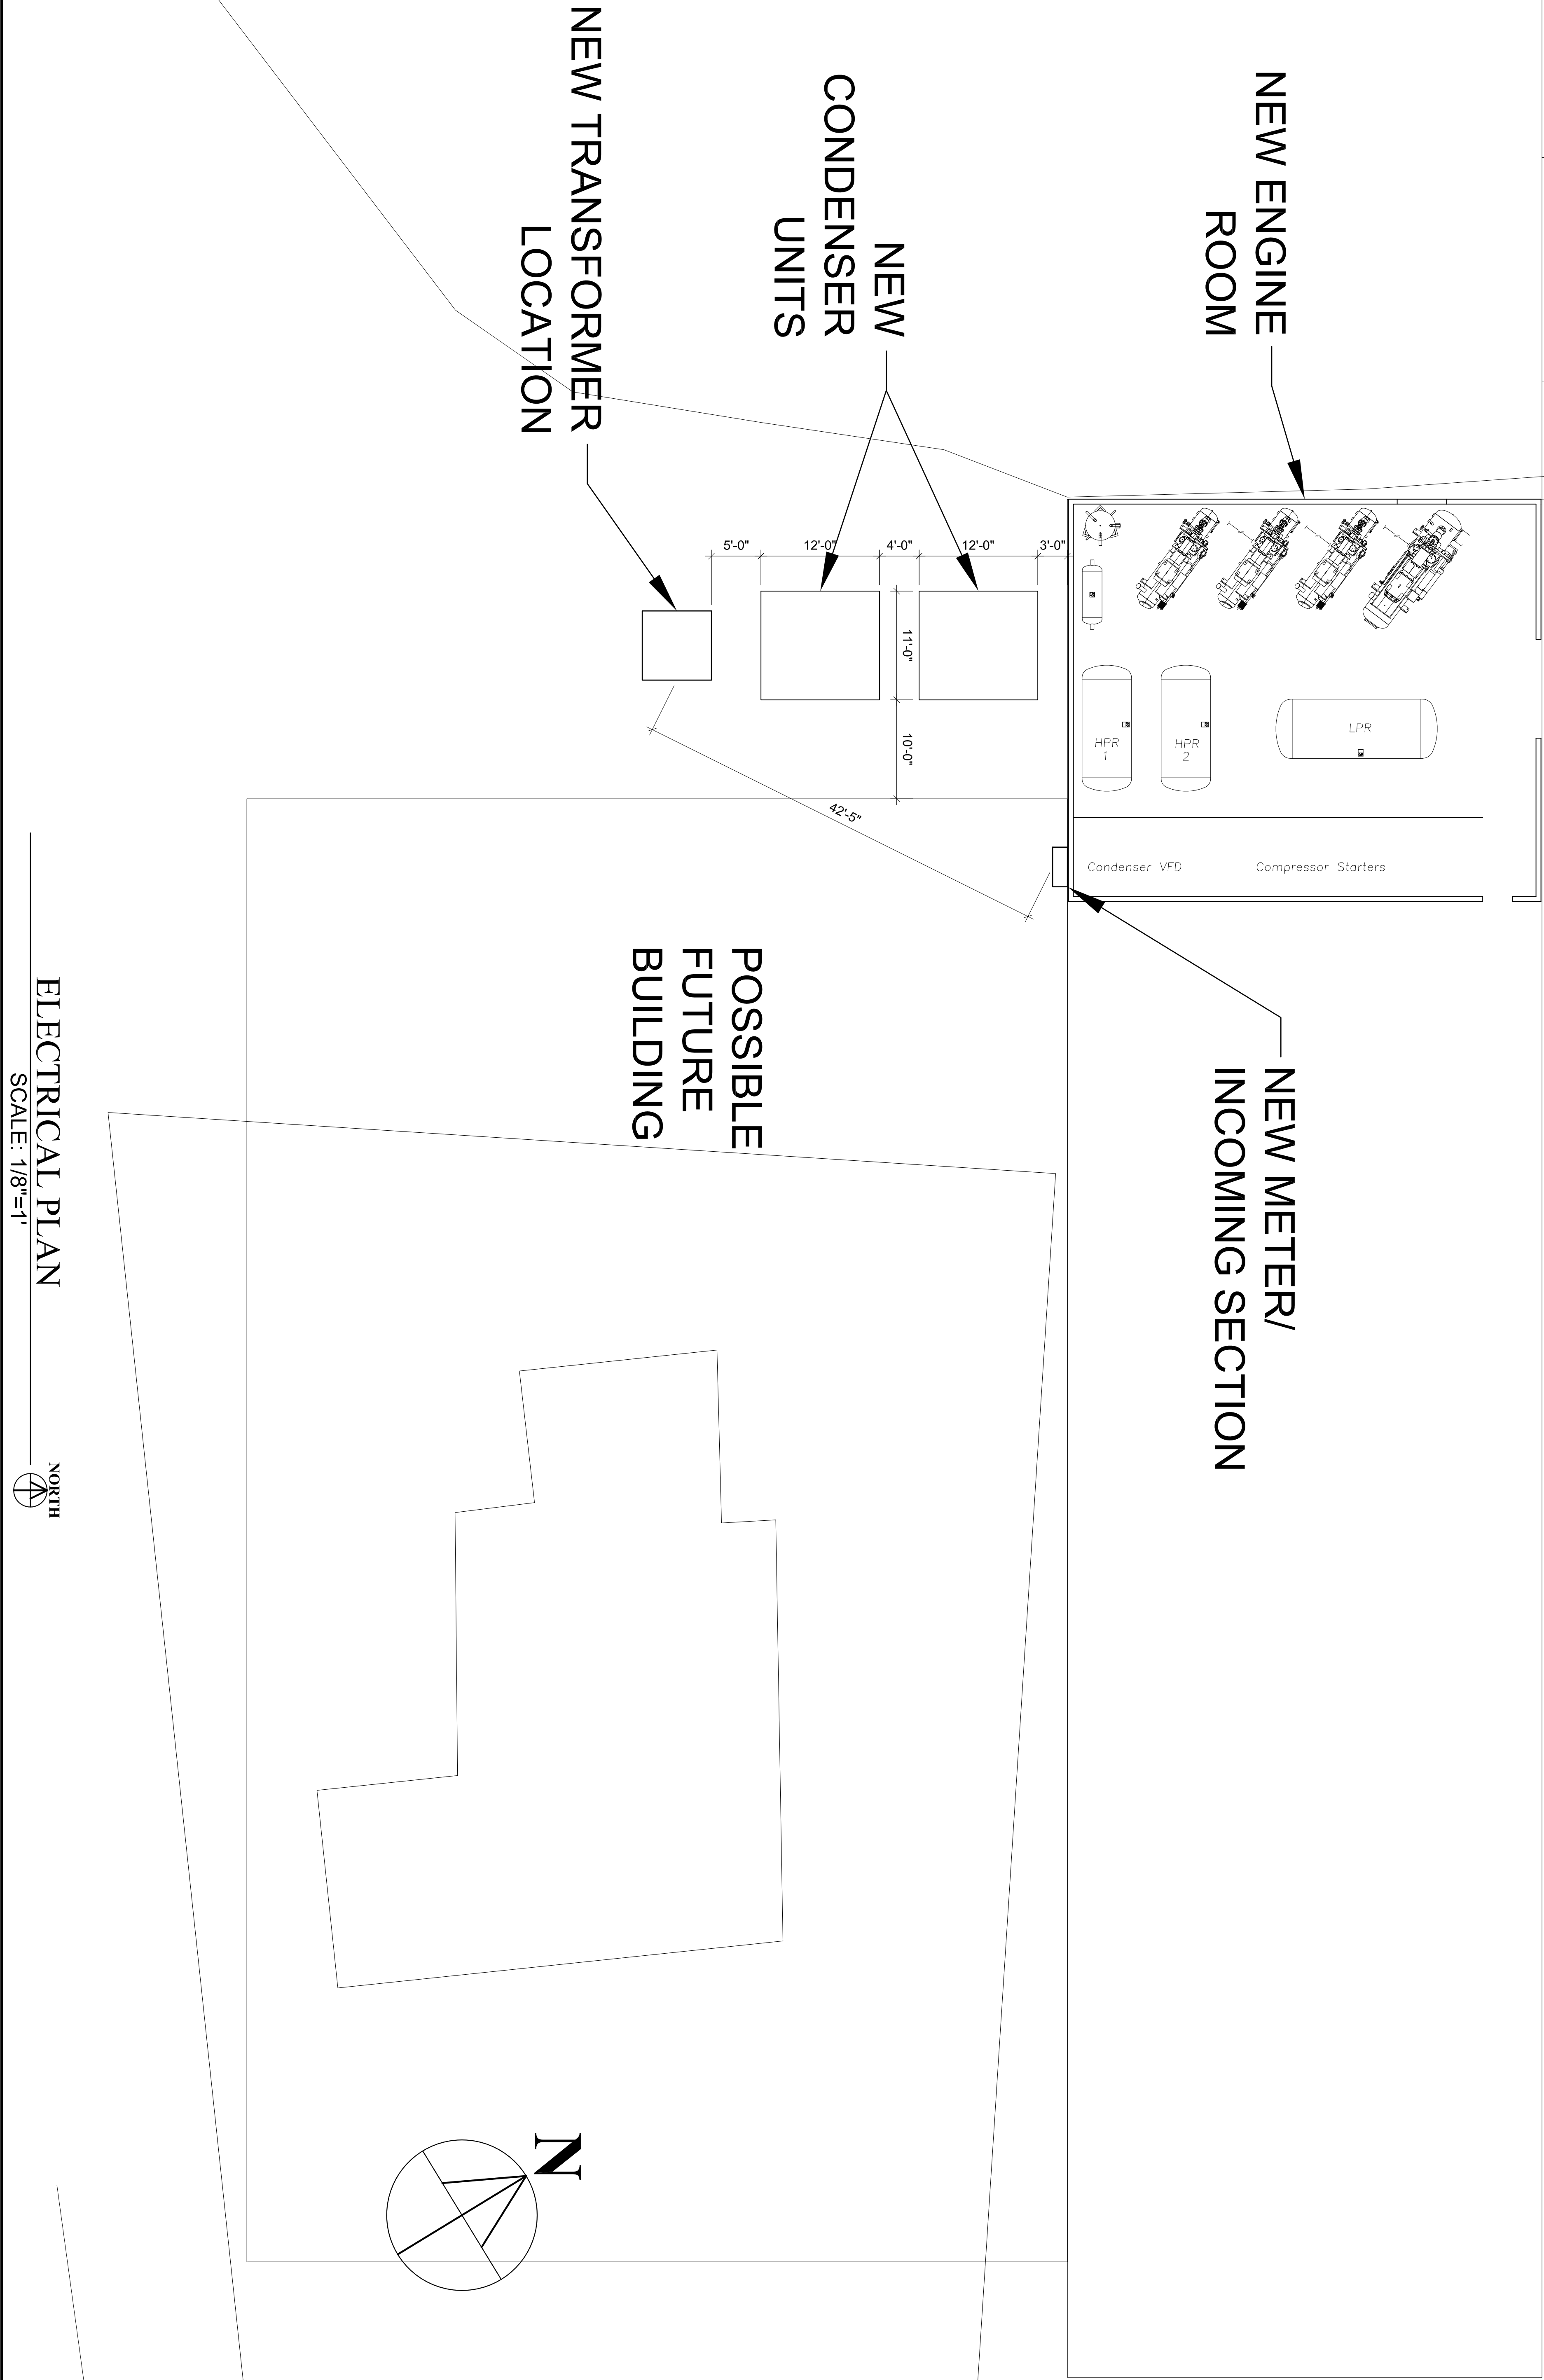 NEW ENGINE
ROOM
NEW
CONDENSER
UNITS
NEW TRANSFORMER
LOCATION
5'-0"
12'-0"
4'-0"
12'-0"
3'-0"
11'-0"
10'-0"
42'-5"
HPR
1
HPR
2
LPR
Condenser VFD
Compressor Starters
NEW METER/
INCOMING SECTION
POSSIBLE
FUTURE
BUILDING
N
ELECTRICAL PLAN
SCALE: 1/8"=1'
NORTH